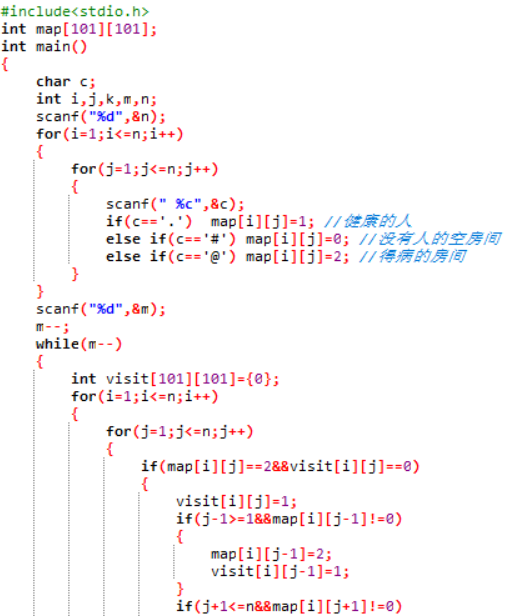 #include<stdio.h>
int map[101][101];
int main()
{
    char c;
    int i,j,k,m,n;
    scanf("%d",&n);
    for(i=1;i<=n;i++)
    {
        for(j=1;j<=n;j++)
        {
            scanf(" %c",&c);
            if(c=='.')  map[i][j]=1; //健康的人
            else if(c=='#') map[i][j]=0; //没有人的空房间
            else if(c=='@') map[i][j]=2; //得病的房间
        }
    }
    scanf("%d",&m);
    m--;
    while(m--)
    {
        int visit[101][101]={0};
        for(i=1;i<=n;i++)
        {
            for(j=1;j<=n;j++)
            {
                if(map[i][j]==2&&visit[i][j]==0)
                {
                    visit[i][j]=1;
                    if(j-1>=1&&map[i][j-1]!=0)
                    {
                        map[i][j-1]=2;
                        visit[i][j-1]=1;
                    }
                    if(j+1<=n&&map[i][j+1]!=0)